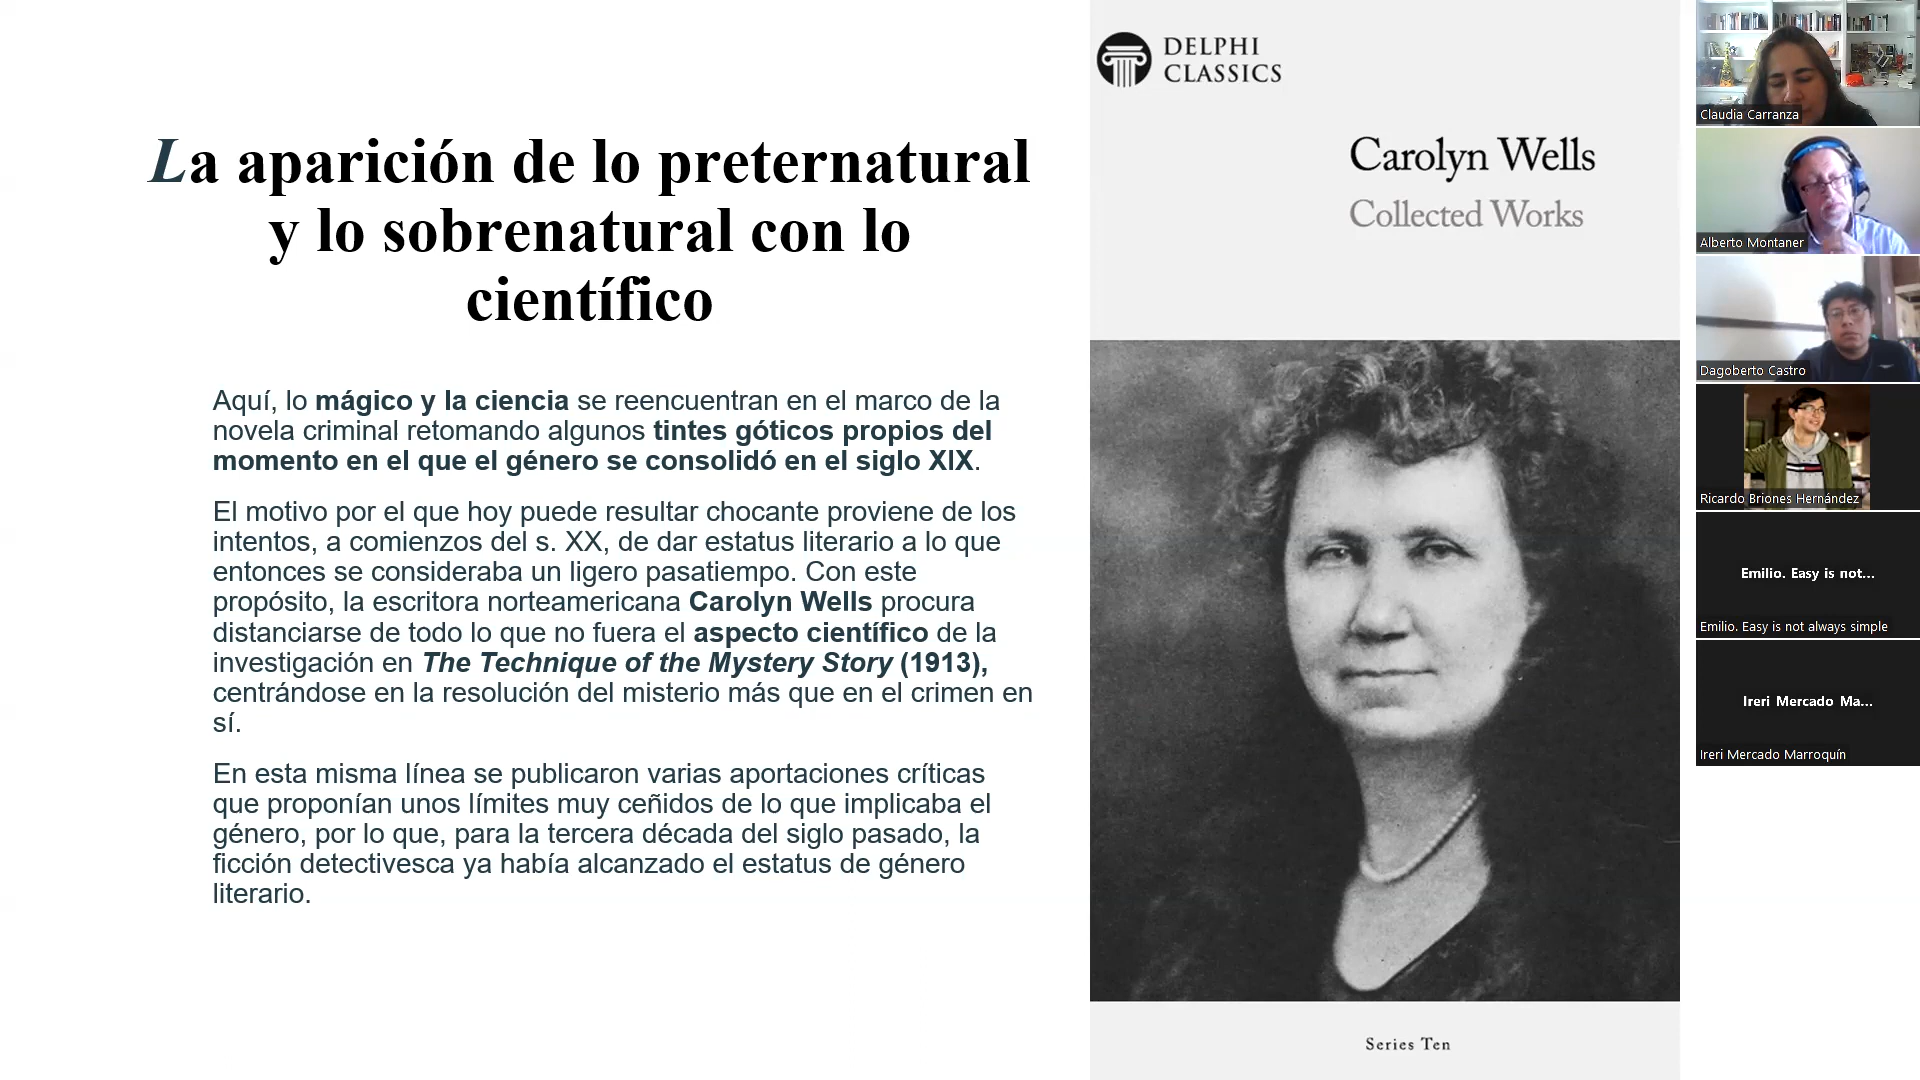 La aparición de lo preternatural
y lo sobrenatural con lo
científico
Aquí, lo mágico y la ciencia se reencuentran en el marco de la
novela criminal retomando algunos tintes góticos propios del
momento en el que el género se consolidó en el siglo XIX.
El motivo por el que hoy puede resultar chocante proviene de los
intentos, a comienzos del s. XX, de dar estatus literario a lo que
entonces se consideraba un ligero pasatiempo. Con este
propósito, la escritora norteamericana Carolyn Wells procura
distanciarse de todo lo que no fuera el aspecto científico de la
investigación en The Technique of the Mystery Story (1913),
centrándose en la resolución del misterio más que en el crimen en
sí.
En esta misma línea se publicaron varias aportaciones críticas
que proponían unos límites muy ceñidos de lo que implicaba el
género, por lo que, para la tercera década del siglo pasado, la
ficción detectivesca ya había alcanzado el estatus de género
literario.
DELPHI
CLASSICS
Carolyn Wells
Collected Works
Series Ten
Claudia Carranza
Alberto Montaner
Dagoberto Castro
Ricardo Briones Hernández
Emilio. Easy is not...
Emilio. Easy is not always simple
Ireri Mercado Ma...
Ireri Mercado Marroquín